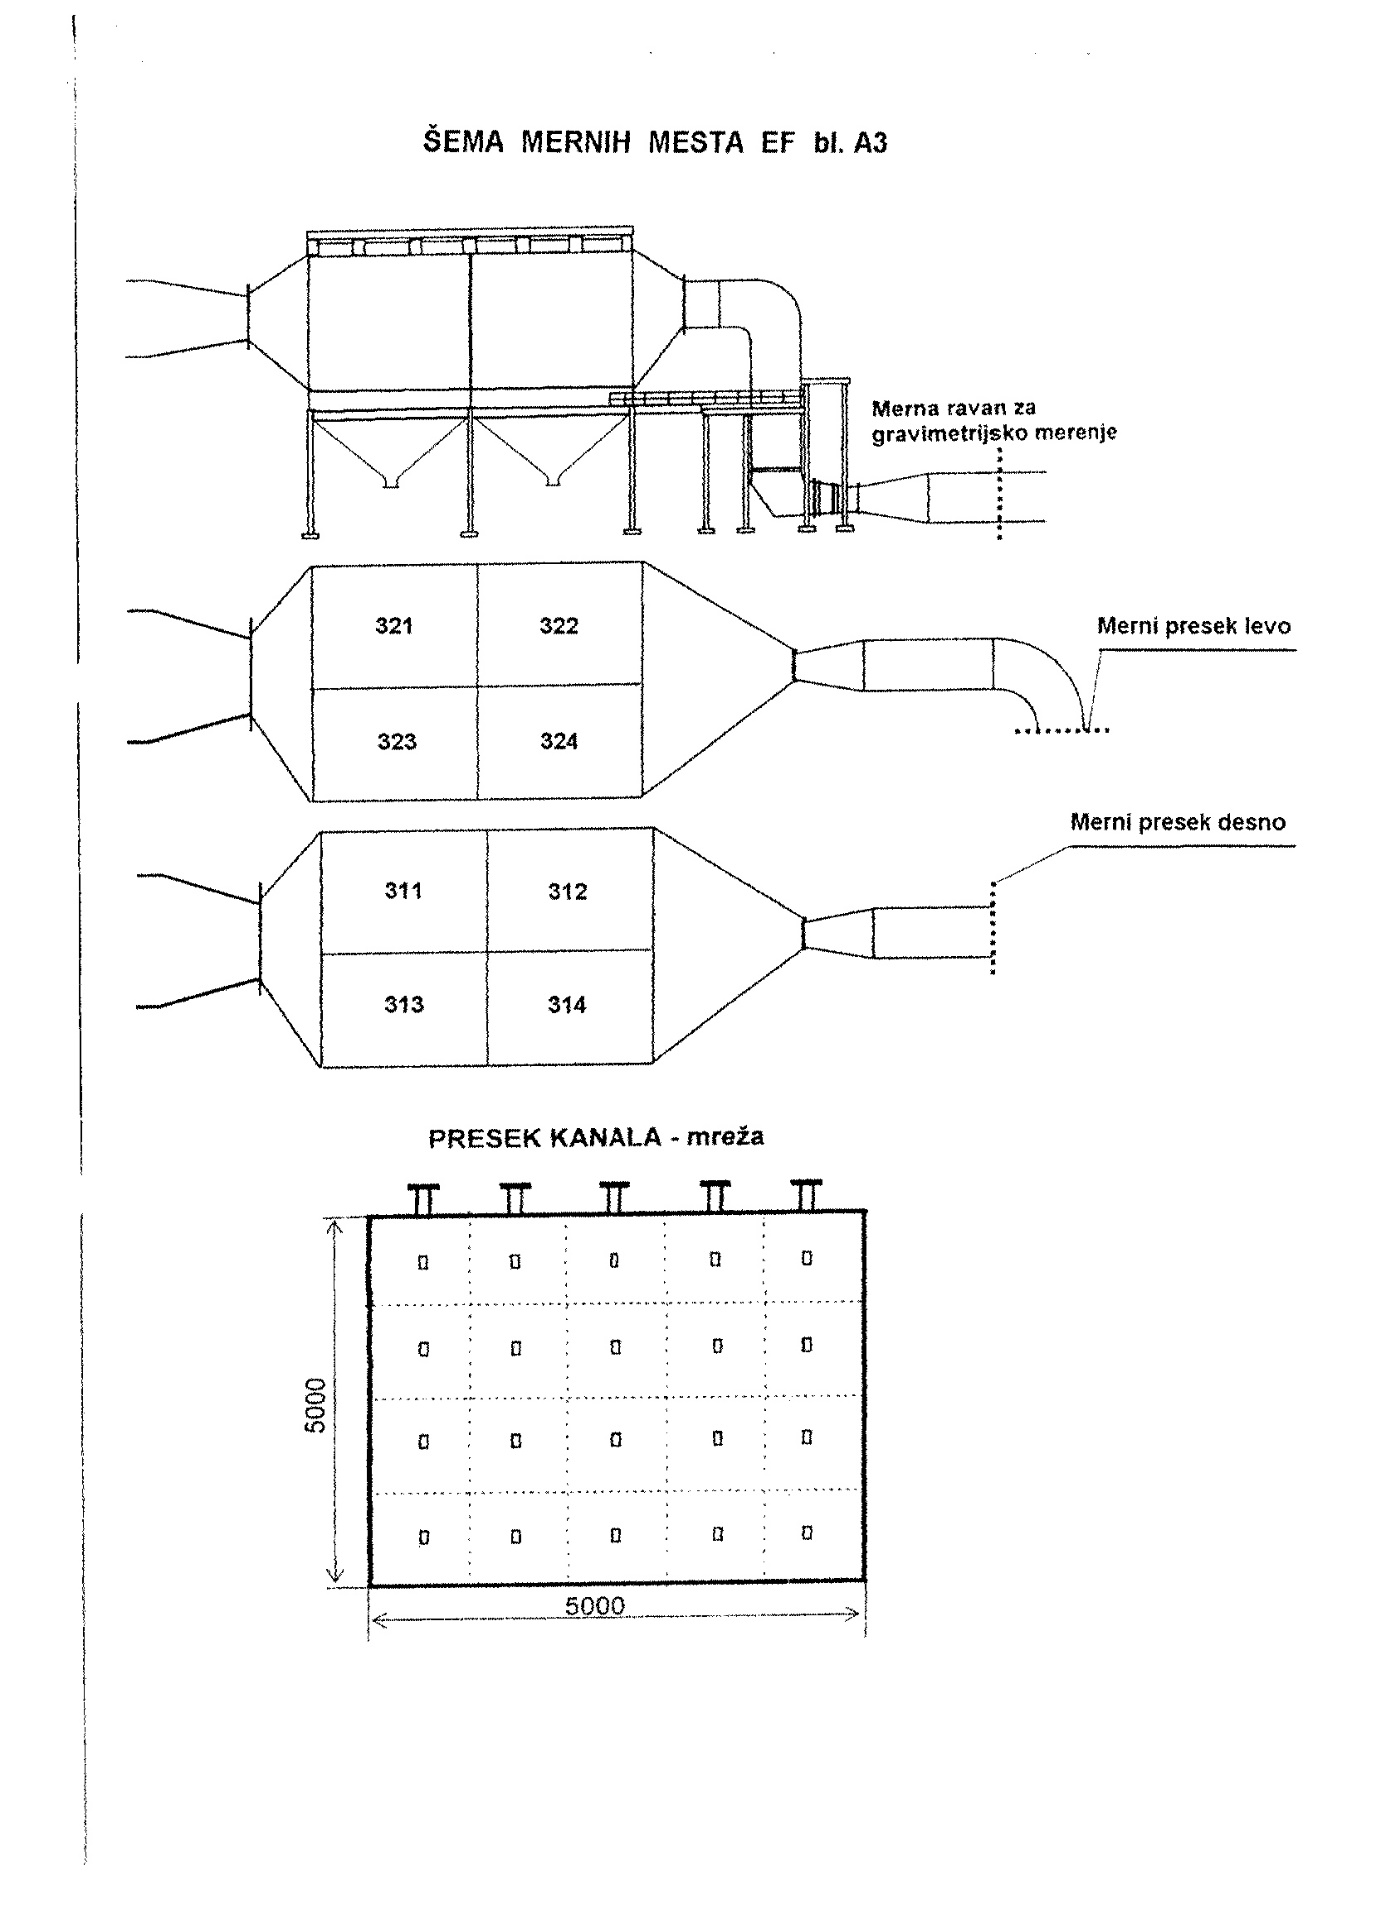 ŠEMA MERNIH MESTA EF bl. A3
Merna ravan za
gravimetrijsko merenje
321
322
Merni presek levo
323
324
Merni presek desno
311
312
313
314
PRESEK KANALA - mreža
5000
5000